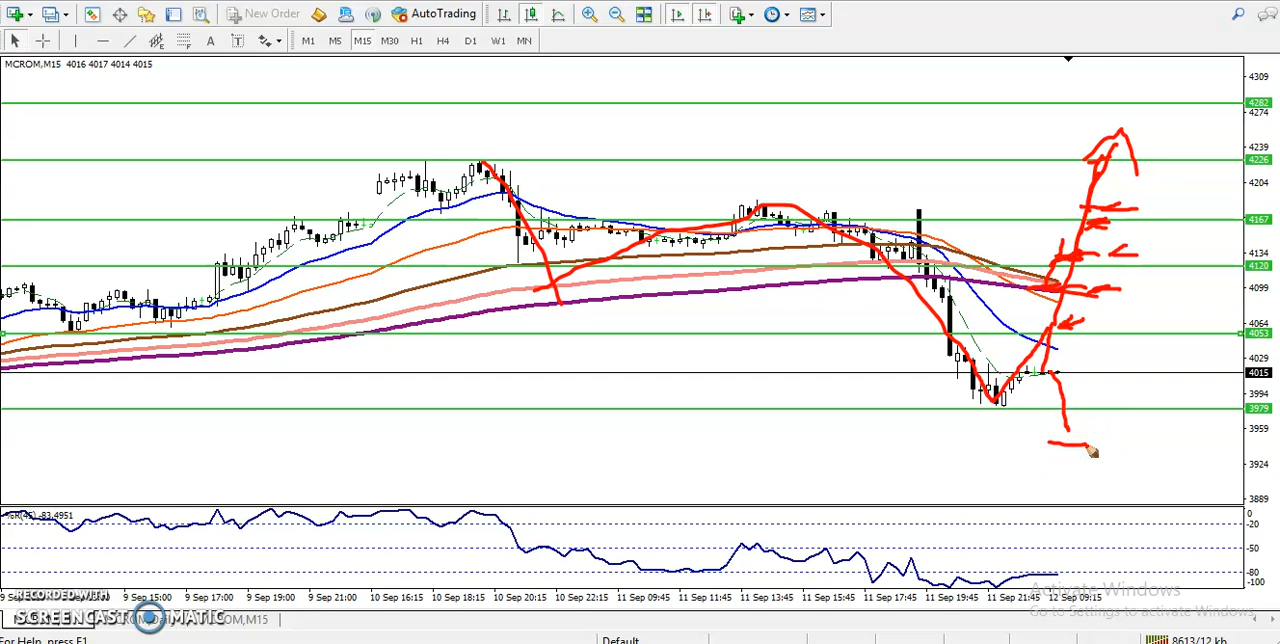 New Order
AutoTrading
A T
M1 M5 M15 M30 H1 H4 D1 W1 MN
MCROM,M15 4016 4017 4014 4015
4309
4282
4274
4239
4226
4204
4167
4134
4120
4099
4064
4053
4029
4015
3994
3979
3959
3924
3889
-83.4951
0
-20
-50
-80
-100
9 Sep 15:00 9 Sep 17:00 9 Sep 19:00 9 Sep 21:00 10 Sep 16:15 10 Sep 18:15 10 Sep 20:15 10 Sep 22:15 11 Sep 09:45 11 Sep 11:45 11 Sep 13:45 11 Sep 15:45 11 Sep 17:45 11 Sep 19:45 11 Sep 21:45 12 Sep 09:15
Activate Windows
Go to Settings to activate Windows.
RECORDED WITH
SCREENCAST MATIC
OM,M15
For Help, press F1
Default
8613/12 kb